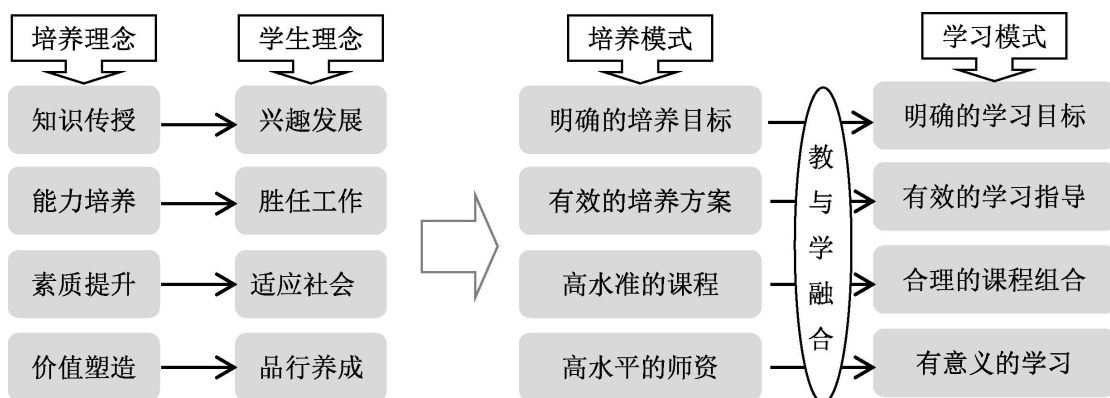 培养理念
学生理念
培养模式
学习模式
知识传授
兴趣发展
明确的培养目标
明确的学习目标
能力培养
胜任工作
有效的培养方案
有效的学习指导
素质提升
适应社会
高水准的课程
合理的课程组合
价值塑造
品行养成
高水平的师资
有意义的学习
教与学融合